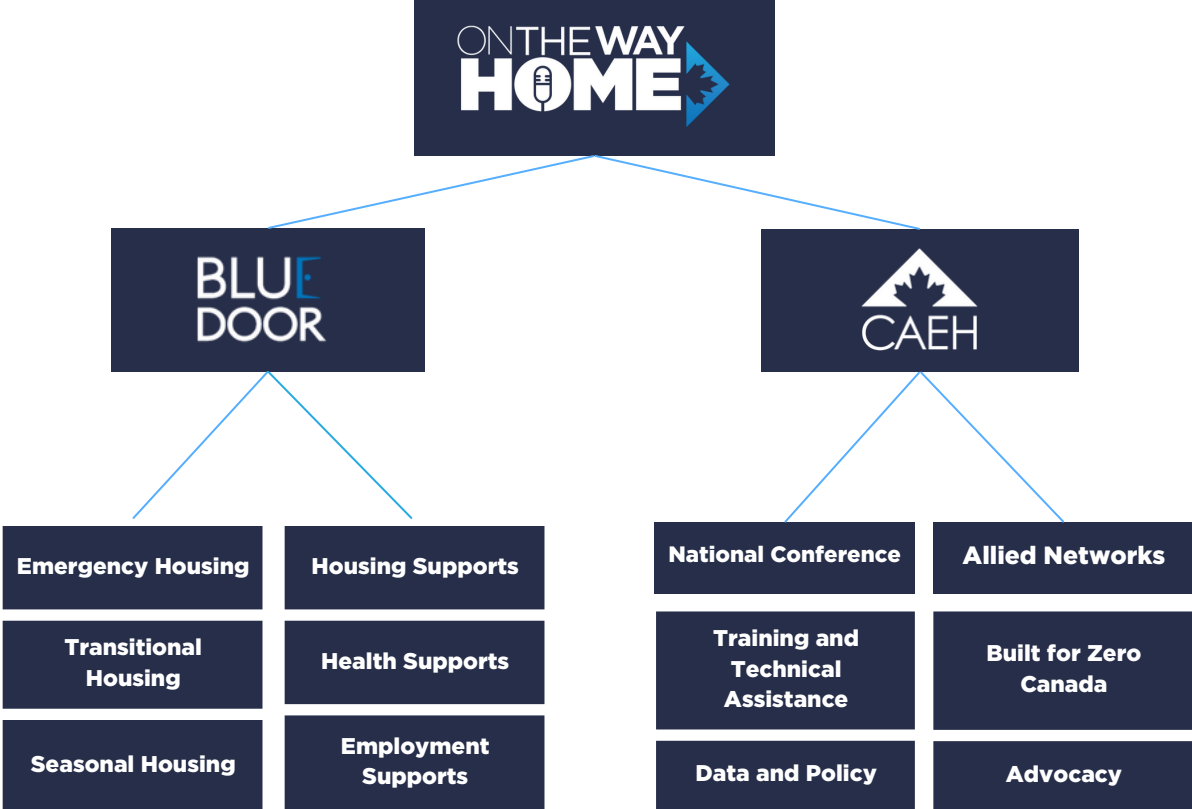 ON THE WAY
HOME
BLUE
DOOR
CAEH
Emergency Housing
Transitional
Housing
Seasonal Housing
Housing Supports
Health Supports
Employment
Supports
National Conference
Training and
Technical
Assistance
Data and Policy
Allied Networks
Built for Zero
Canada
Advocacy